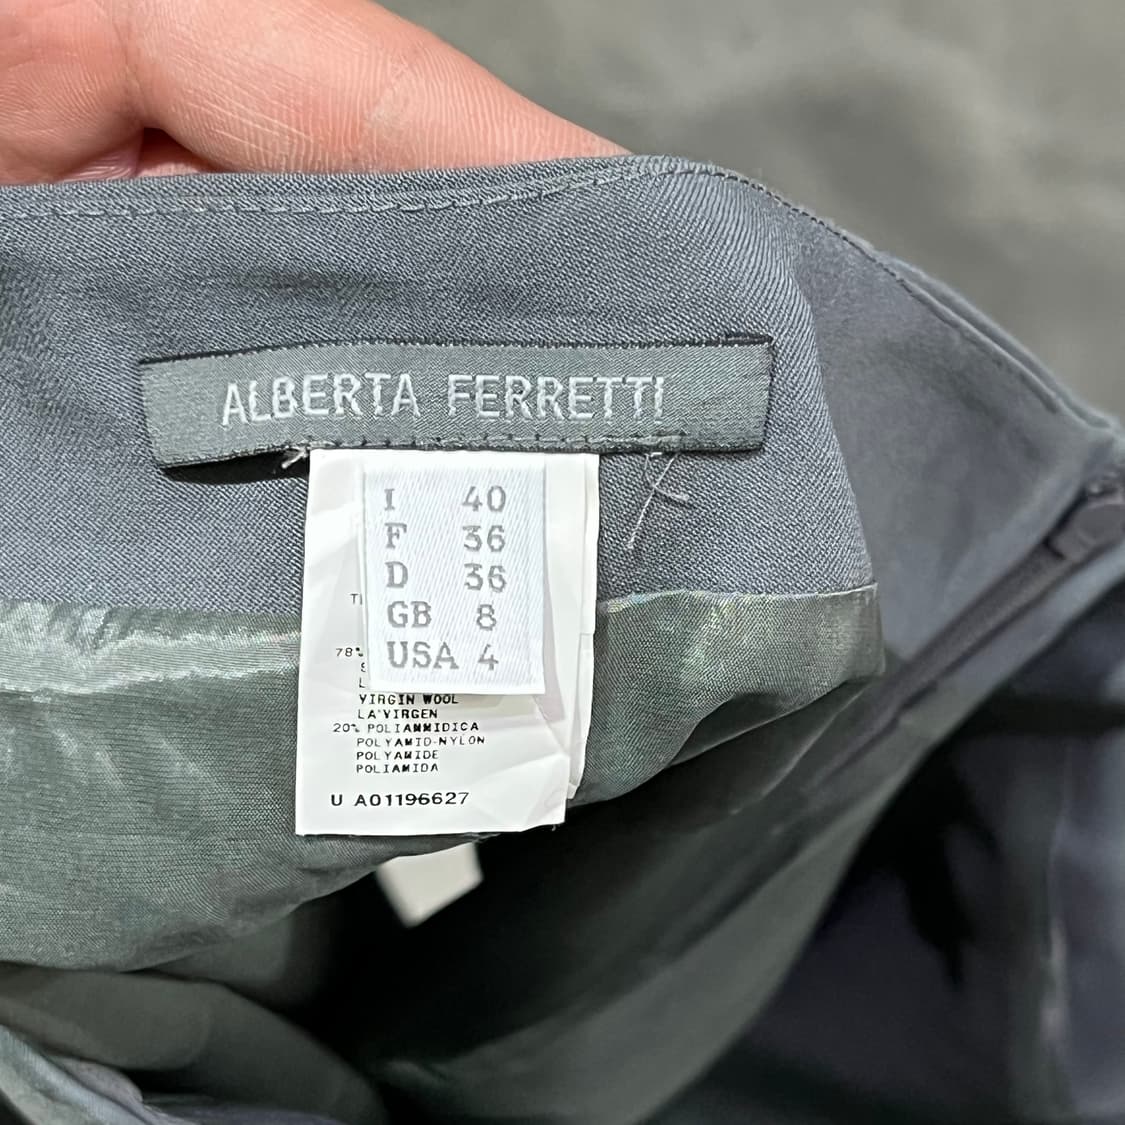 ALBERTA FERRETTI
I 40
F 36
D 36
GB 8
USA 4
78%
VIRGIN WOOL
LA'VIRGEN
20% POLIAMMIDICA
POLYAMID-NYLON
POLYAMIDE
POLIAMIDA
U A01196627